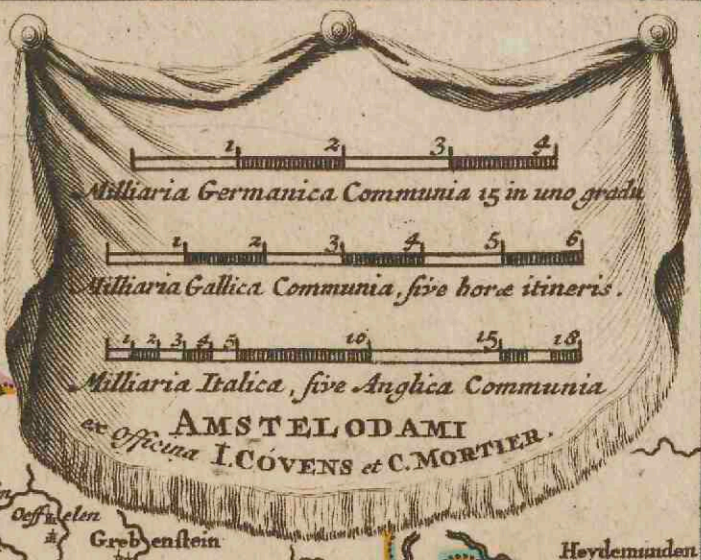 1 2 3 4
Milliaria Germanica Communia 15 in uno gradu
1 2 3 4 5 6
Milliaria Gallica Communia, ſive horæ itineris.
1 2 3 4 5 10 15 18
Milliaria Italica, ſive Anglica Communia
AMSTELODAMI
ex Officina I. CÓVENS et C. MORTIER.
Oeffelen
Grebenſtein
Heydemunden